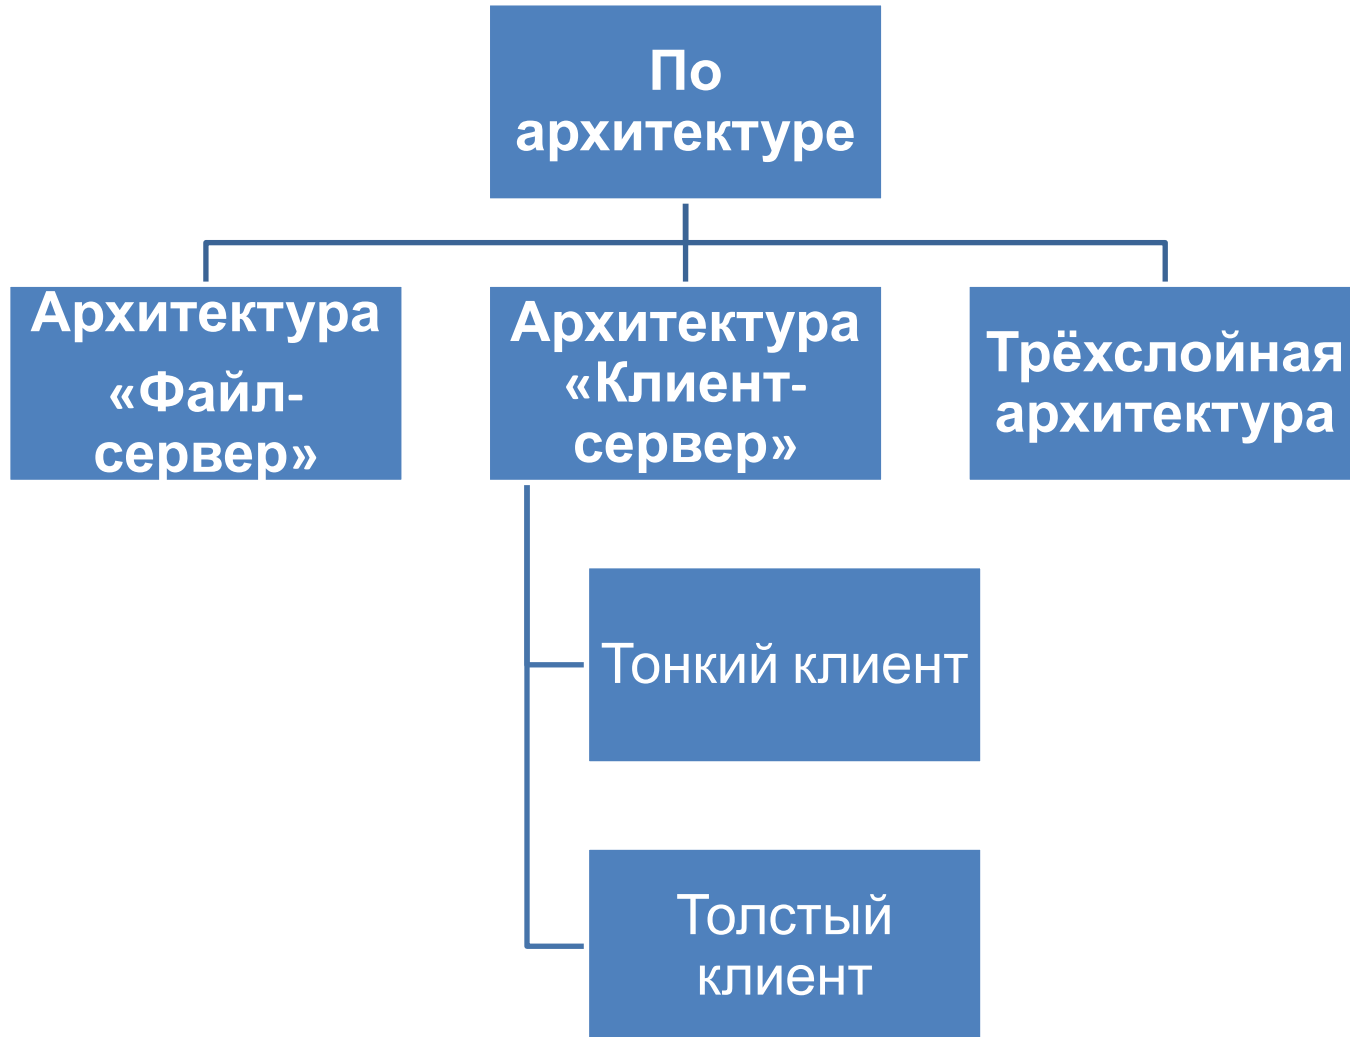 По
архитектуре
Архитектура
«Файл-
сервер»
Архитектура
«Клиент-
сервер»
Трёхслойная
архитектура
Тонкий клиент
Толстый
клиент